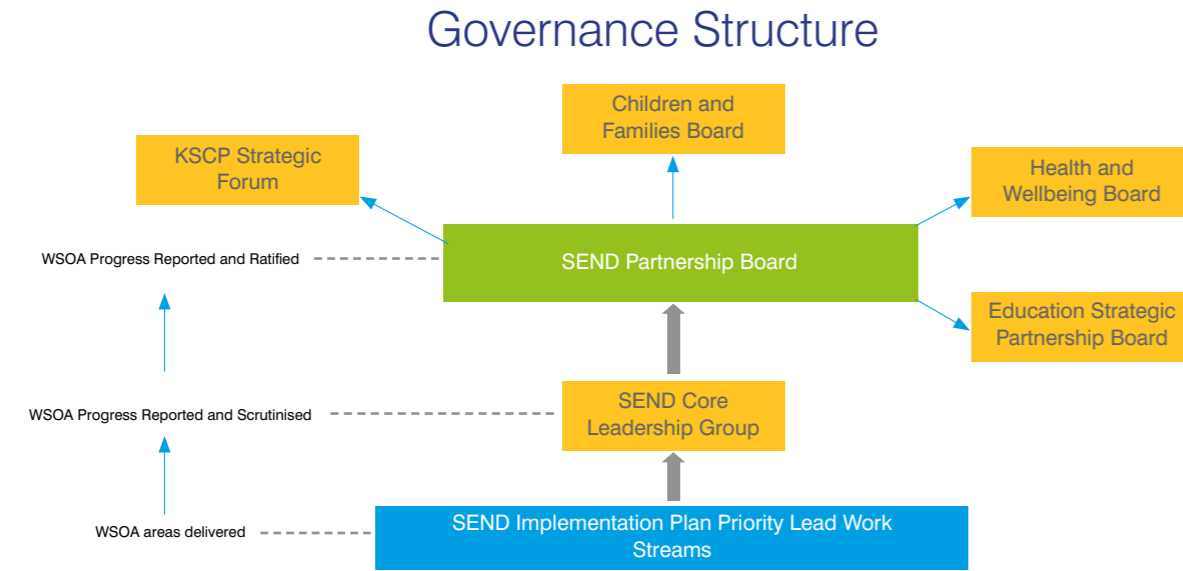 Governance Structure
Children and
Families Board
KSCP Strategic
Forum
Health and
Wellbeing Board
WSOA Progress Reported and Ratified
SEND Partnership Board
Education Strategic
Partnership Board
WSOA Progress Reported and Scrutinised
SEND Core
Leadership Group
WSOA areas delivered
SEND Implementation Plan Priority Lead Work
Streams